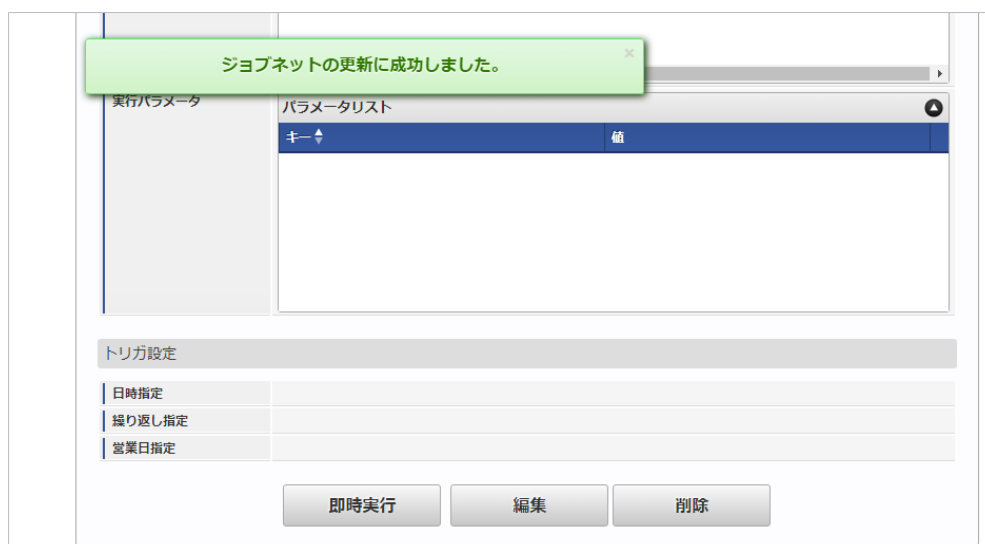 ジョブネットの更新に成功しました。
×
実行パラメータ
パラメータリスト
キー 値
トリガ設定
日時指定
繰り返し指定
営業日指定
即時実行 編集 削除